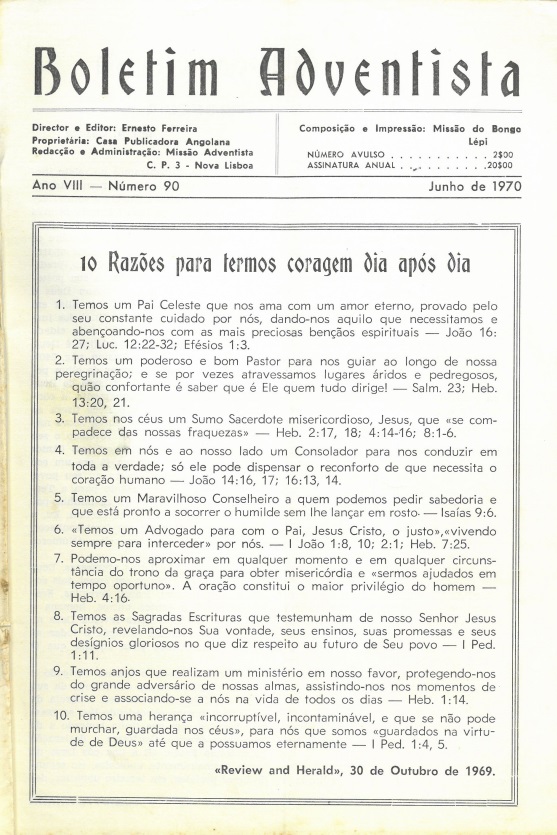 Boletim Adventista
Director e Editor: Ernesto Ferreira
Proprietária: Casa Publicadora Angolana
Redacção e Administração: Missão Adventista
C. P. 3 - Nova Lisboa
Composição e Impressão: Missão do Bongo
Lépi
NÚMERO AVULSO . . . . . . . . . . . 2$00
ASSINATURA ANUAL . . . . . . . . . .20$00
Ano VIII — Número 90
Junho de 1970
10 Razões para termos coragem dia após dia
1. Temos um Pai Celeste que nos ama com um amor eterno, provado pelo
seu constante cuidado por nós, dando-nos aquilo que necessitamos e
abençoando-nos com as mais preciosas benções espirituais — João 16:
27; Luc. 12:22-32; Efésios 1:3.
2. Temos um poderoso e bom Pastor para nos guiar ao longo de nossa
peregrinação; e se por vezes atravessamos lugares áridos e pedregosos,
quão confortante é saber que é Ele quem tudo dirige! — Salm. 23; Heb.
13:20, 21.
3. Temos nos céus um Sumo Sacerdote misericordioso, Jesus, que «se com-
padece das nossas fraquezas» — Heb. 2:17, 18; 4:14-16; 8:1-6.
4. Temos em nós e ao nosso lado um Consolador para nos conduzir em
toda a verdade; só ele pode dispensar o reconforto de que necessita o
coração humano — João 14:16, 17; 16:13, 14.
5. Temos um Maravilhoso Conselheiro a quem podemos pedir sabedoria e
que está pronto a socorrer o humilde sem lhe lançar em rosto. — Isaías 9:6.
6. «Temos um Advogado para com o Pai, Jesus Cristo, o justo»,«vivendo
sempre para interceder» por nós. — I João 1:8, 10; 2:1; Heb. 7:25.
7. Podemo-nos aproximar em qualquer momento e em qualquer circuns-
tância do trono da graça para obter misericórdia e «sermos ajudados em
tempo oportuno». A oração constitui o maior privilégio do homem —
Heb. 4:16.
8. Temos as Sagradas Escrituras que testemunham de nosso Senhor Jesus
Cristo, revelando-nos Sua vontade, seus ensinos, suas promessas e seus
desígnios gloriosos no que diz respeito ao futuro de Seu povo — I Ped.
1:11.
9. Temos anjos que realizam um ministério em nosso favor, protegendo-nos
do grande adversário de nossas almas, assistindo-nos nos momentos de
crise e associando-se a nós na vida de todos os dias — Heb. 1:14.
10. Temos uma herança «incorruptível, incontaminável, e que se não pode
murchar, guardada nos céus», para nós que somos «guardados na virtu-
de de Deus» até que a possuamos eternamente — I Ped. 1:4, 5.
«Review and Herald», 30 de Outubro de 1969.